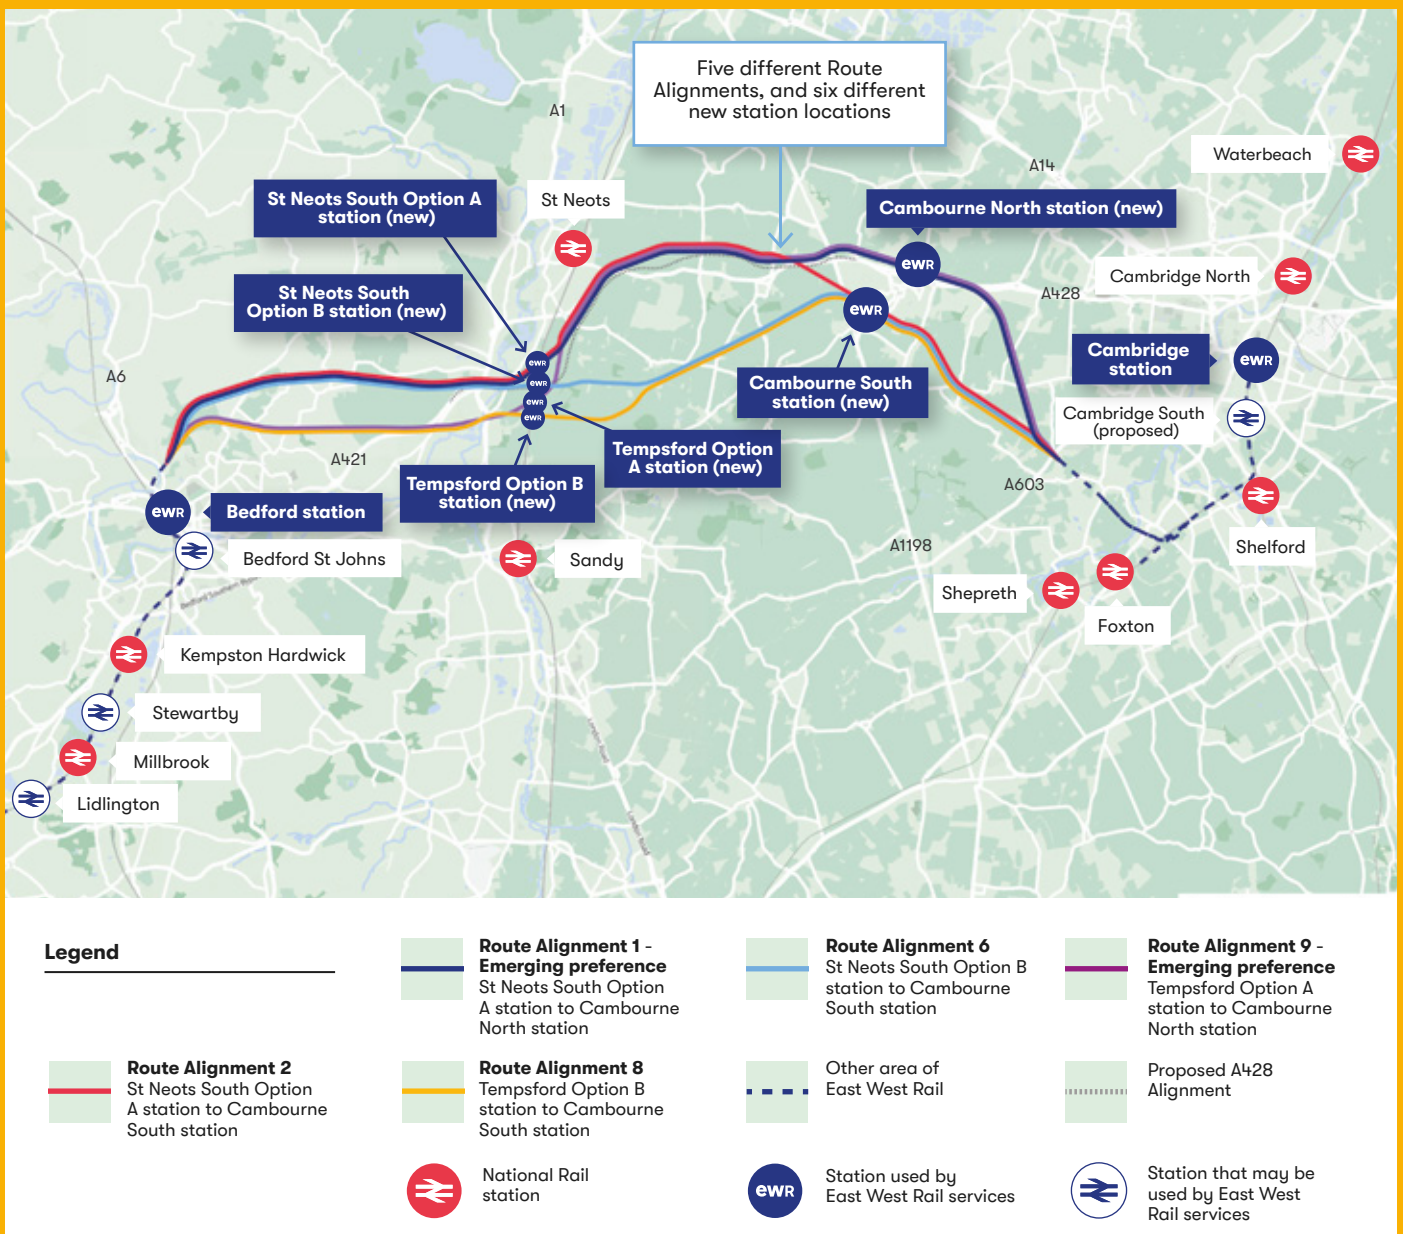 Five different Route
Alignments, and six different
new station locations
A1
A14
Waterbeach
St Neots South Option A
station (new)
St Neots
Cambourne North station (new)
ewR
Cambridge North
A428
St Neots South
Option B station (new)
ewR
Cambridge
station
ewR
ewR
ewR
ewR
ewR
A6
Cambourne South
station (new)
Cambridge South
(proposed)
Tempsford Option
A station (new)
A421
Tempsford Option B
station (new)
A603
ewR
Bedford station
Bedford St Johns
Sandy
A1198
Shelford
Bedford Southern
Shepreth
Foxton
Kempston Hardwick
Stewartby
Millbrook
Lidlington
London Road
London Road
Legend
Route Alignment 1 -
Emerging preference
St Neots South Option
A station to Cambourne
North station
Route Alignment 6
St Neots South Option B
station to Cambourne
South station
Route Alignment 9 -
Emerging preference
Tempsford Option A
station to Cambourne
North station
Route Alignment 2
St Neots South Option
A station to Cambourne
South station
Route Alignment 8
Tempsford Option B
station to Cambourne
South station
Other area of
East West Rail
Proposed A428
Alignment
National Rail
station
ewR
Station used by
East West Rail services
Station that may be
used by East West
Rail services